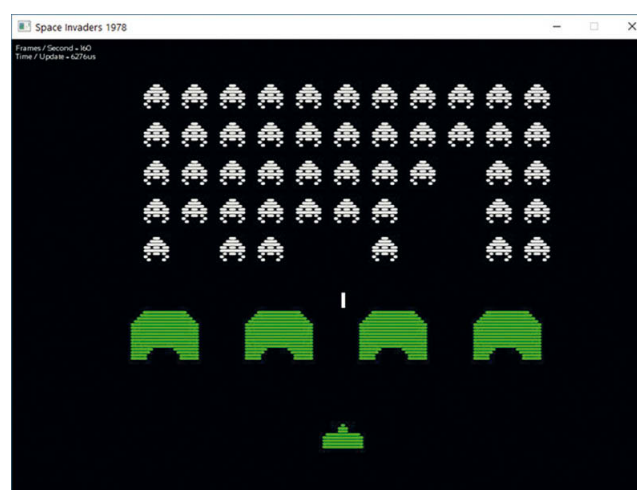 Space Invaders 1978
Frames / Second = 160
Time / Update = 6276us